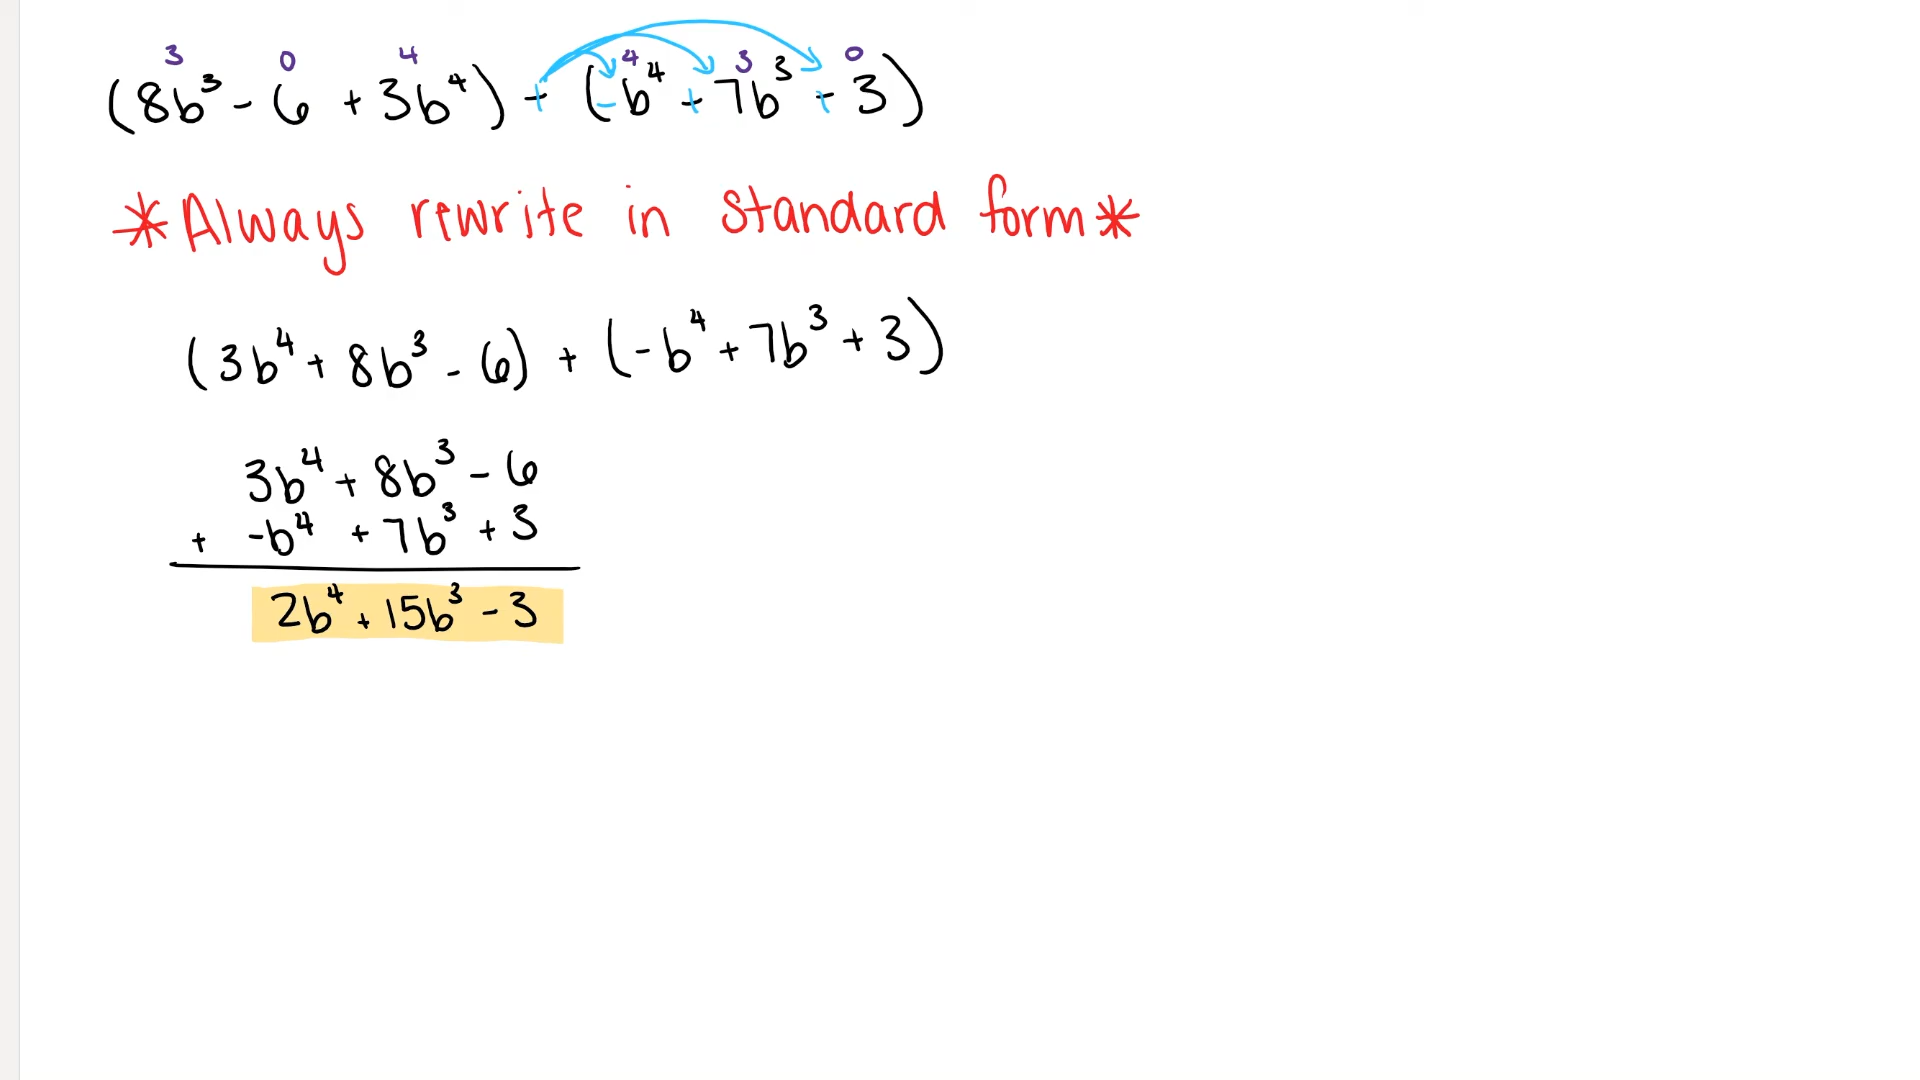 3 0 4 4 3 0
(8b³ - 6 + 3b⁴) + (-b⁴ + 7b³ + 3)
*Always rewrite in standard form*
(3b⁴ + 8b³ - 6) + (-b⁴ + 7b³ + 3)
3b⁴ + 8b³ - 6
+ -b⁴ + 7b³ + 3
2b⁴ + 15b³ - 3